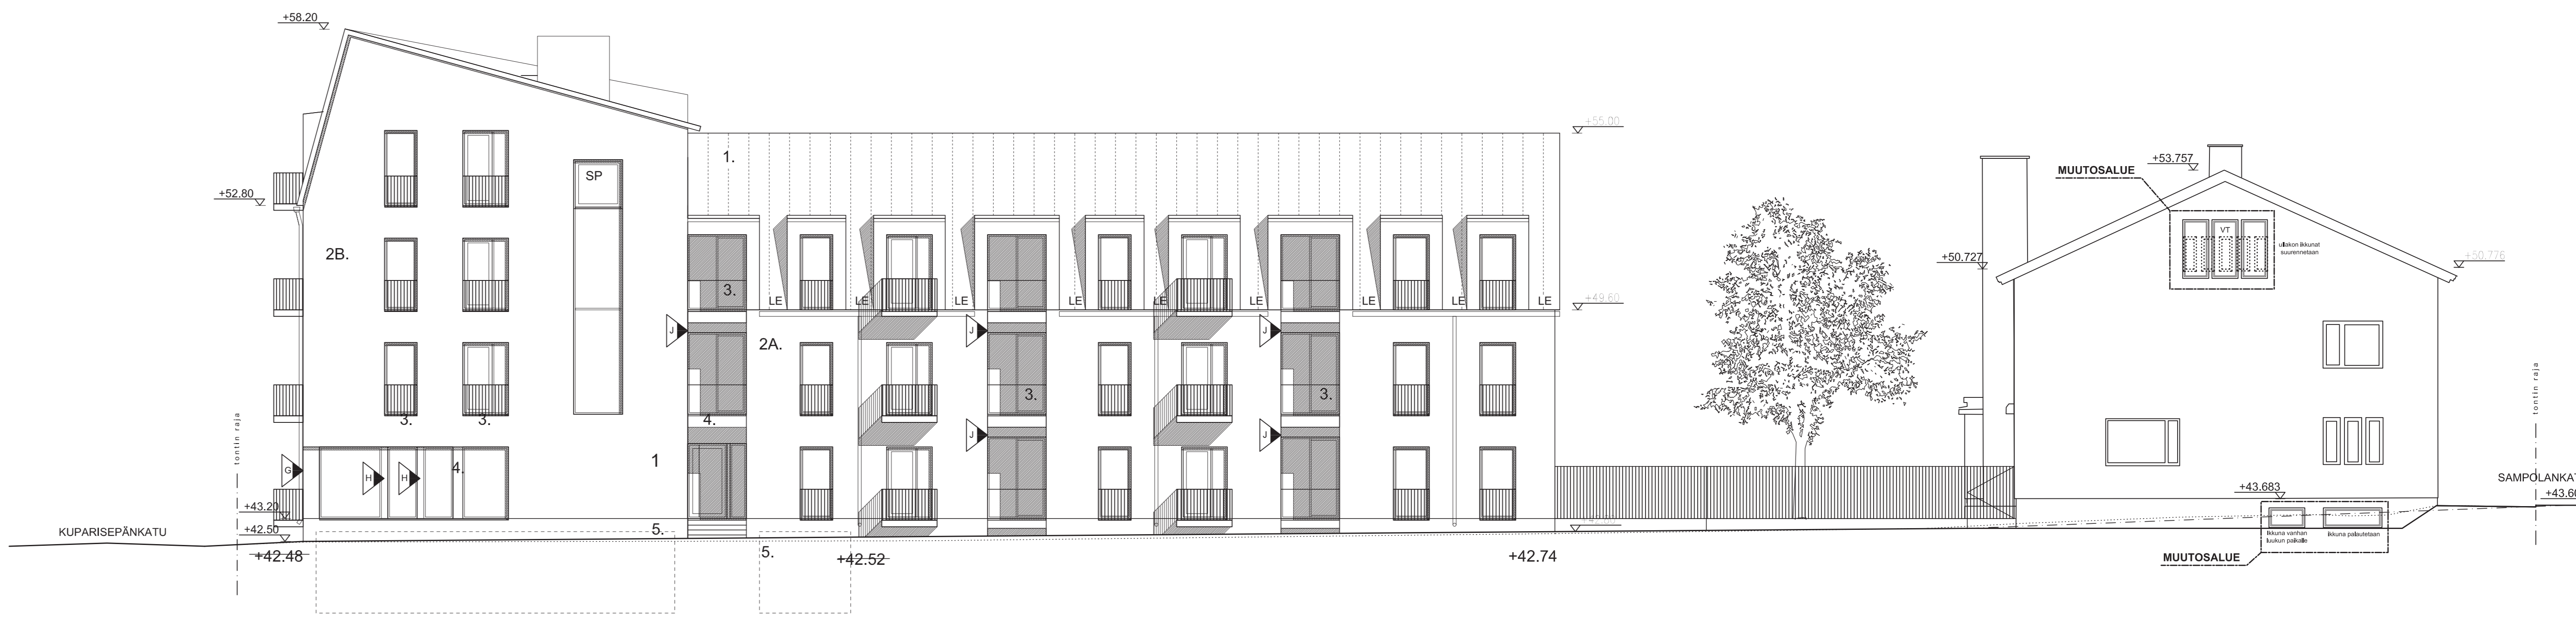 +58.20
+52.80
2B.
SP
1.
+55.00
LE
LE
LE
LE
LE
LE
LE
LE
+49.60
3.
J
J
J
2A.
3.
3.
3.
3.
4.
J
J
G
H
H
4.
1
tontin raja
KUPARISEPÄNKATU
+43.20
+42.50
+42.48
5.
5.
+42.52
+42.74
+50.727
MUUTOSALUE
+53.757
VT
ullakon ikkunat
suurennetaan
+50.776
tontin raja
+43.683
SAMPOLANKAT
+43.60
Ikkuna vanhan
luukun paikalle
Ikkuna palautetaan
MUUTOSALUE